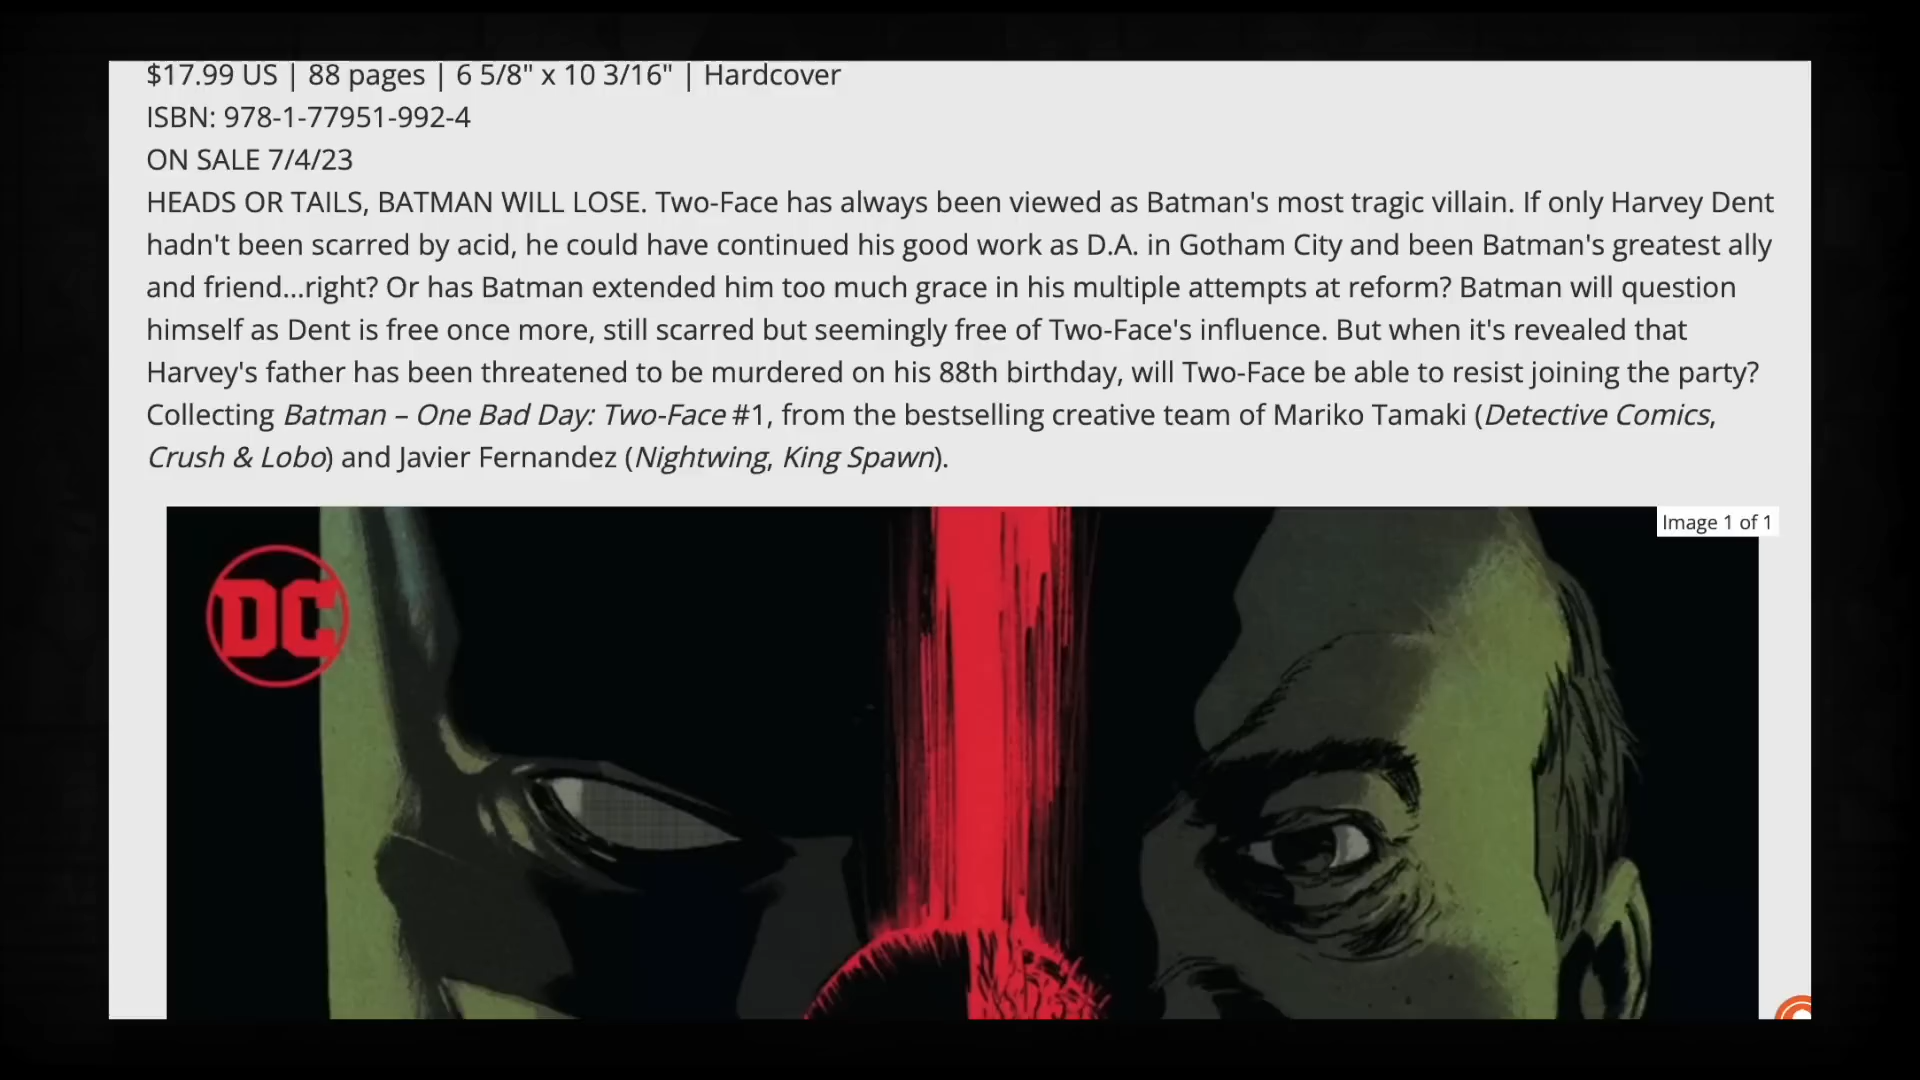 $17.99 US | 88 pages | 6 5/8" x 10 3/16" | Hardcover
ISBN: 978-1-77951-992-4
ON SALE 7/4/23
HEADS OR TAILS, BATMAN WILL LOSE. Two-Face has always been viewed as Batman's most tragic villain. If only Harvey Dent
hadn't been scarred by acid, he could have continued his good work as D.A. in Gotham City and been Batman's greatest ally
and friend...right? Or has Batman extended him too much grace in his multiple attempts at reform? Batman will question
himself as Dent is free once more, still scarred but seemingly free of Two-Face's influence. But when it's revealed that
Harvey's father has been threatened to be murdered on his 88th birthday, will Two-Face be able to resist joining the party?
Collecting Batman – One Bad Day: Two-Face #1, from the bestselling creative team of Mariko Tamaki (Detective Comics,
Crush & Lobo) and Javier Fernandez (Nightwing, King Spawn).
Image 1 of 1
DC